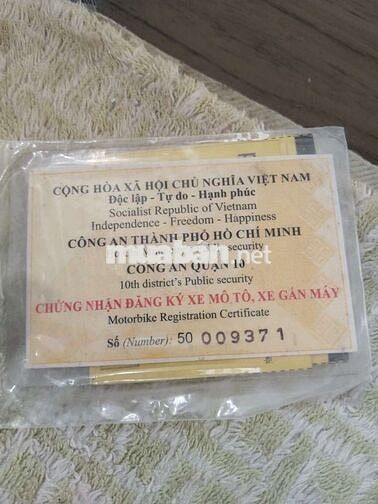 CỘNG HÒA XÃ HỘI CHỦ NGHĨA VIỆT NAM
Độc lập - Tự do - Hạnh phúc
Socialist Republic of Vietnam
Independence - Freedom - Happiness
CÔNG AN THÀNH PHỐ HỒ CHÍ MINH
security
muaban.net
CÔNG AN QUẬN 10
10th district's Public security
CHỨNG NHẬN ĐĂNG KÝ XE MÔ TÔ, XE GẮN MÁY
Motorbike Registration Certificate
Số (Number): 50 009371